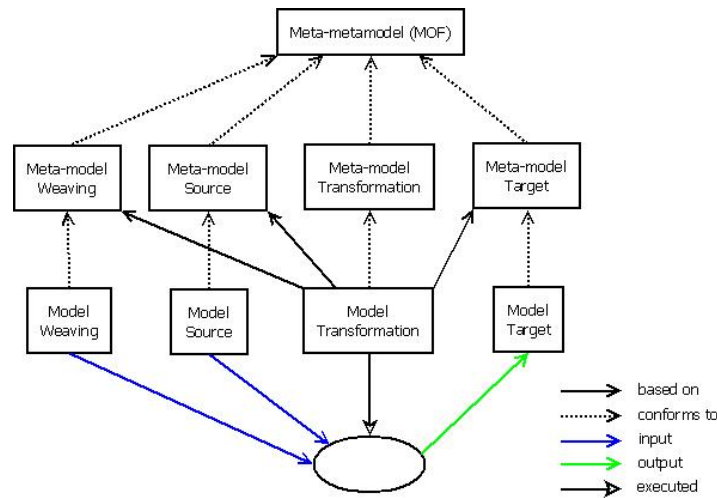 Meta-metamodel (MOF)
Meta-model
Weaving
Meta-model
Source
Meta-model
Transformation
Meta-model
Target
Model
Weaving
Model
Source
Model
Transformation
Model
Target
based on
conforms to
input
output
executed